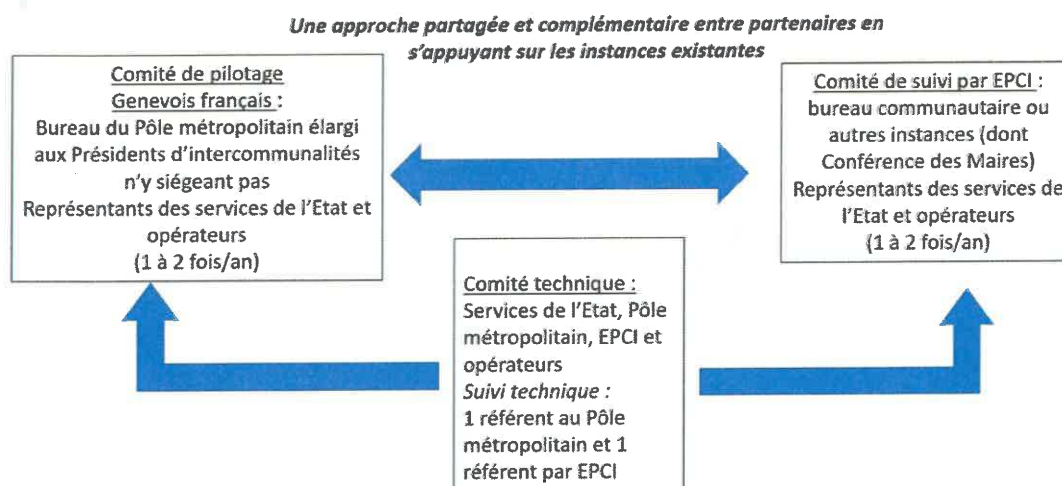 Une approche partagée et complémentaire entre partenaires en
s'appuyant sur les instances existantes
Comité de pilotage
Genevois français :
Bureau du Pôle métropolitain élargi
aux Présidents d'intercommunalités
n'y siégeant pas
Représentants des services de l'Etat et
opérateurs
(1 à 2 fois/an)
Comité de suivi par EPCI :
bureau communautaire ou
autres instances (dont
Conférence des Maires)
Représentants des services de
l'Etat et opérateurs
(1 à 2 fois/an)
Comité technique :
Services de l'Etat, Pôle
métropolitain, EPCI et
opérateurs
Suivi technique :
1 référent au Pôle
métropolitain et 1
référent par EPCI